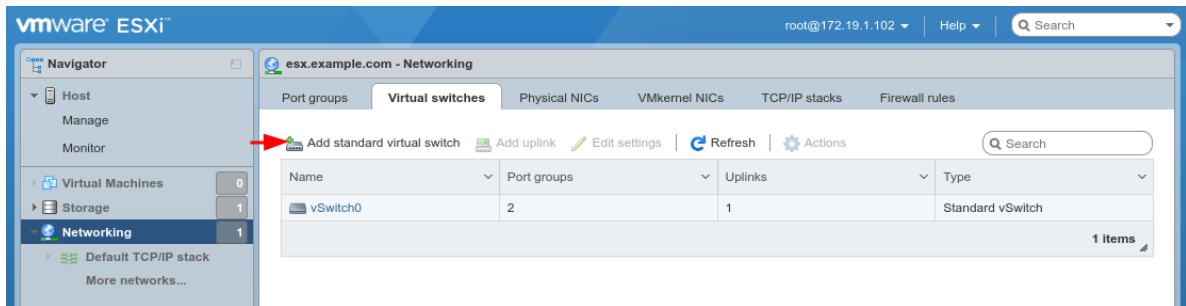 vmware ESXi™ root@172.19.1.102 Help Search
Navigator
Host
Manage
Monitor
Virtual Machines 0
Storage 1
Networking 1
Default TCP/IP stack
More networks...
esx.example.com - Networking
Port groups Virtual switches Physical NICs VMkernel NICs TCP/IP stacks Firewall rules
Add standard virtual switch Add uplink Edit settings Refresh Actions Search
Name Port groups Uplinks Type
vSwitch0 2 1 Standard vSwitch
1 items